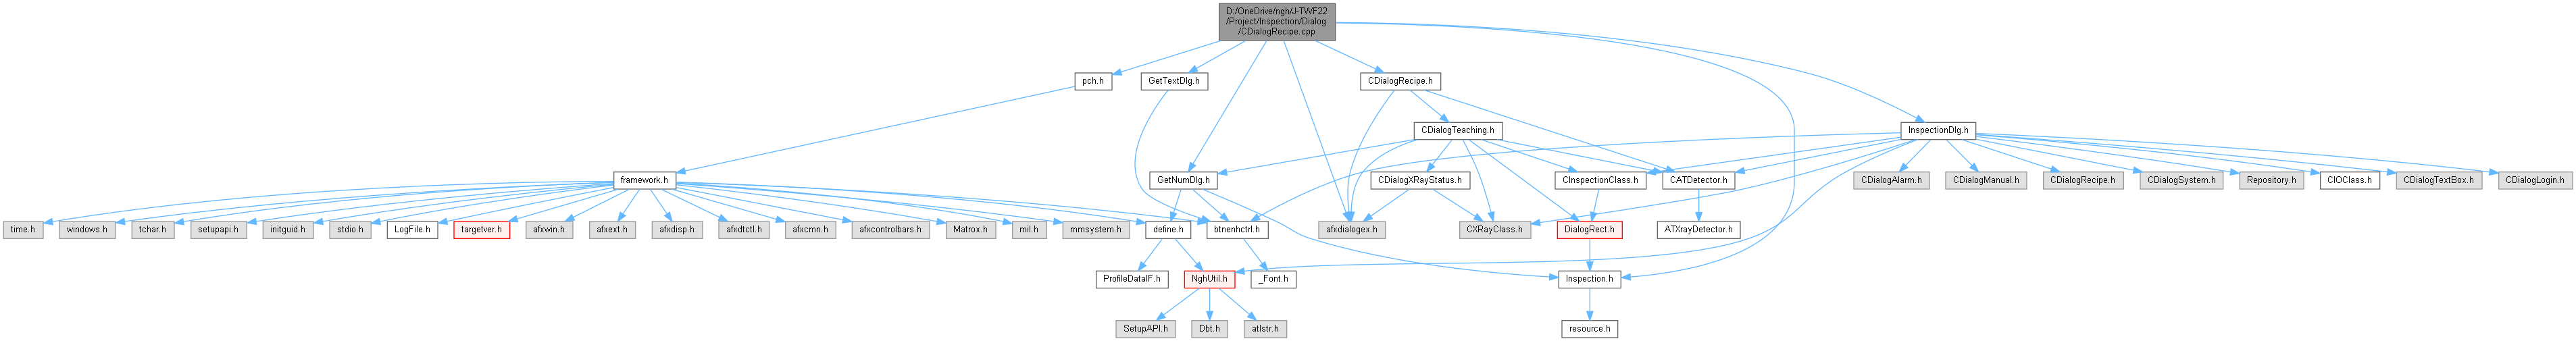 D:/OneDrive/ngh/J-TWF22
/Project/Inspection/Dialog
/CDialogRecipe.cpp
pch.h
GetTextDlg.h
CDialogRecipe.h
CDialogTeaching.h
InspectionDlg.h
framework.h
GetNumDlg.h
CDialogXRayStatus.h
CInspectionClass.h
CATDetector.h
CDialogAlarm.h
CDialogManual.h
CDialogRecipe.h
CDialogSystem.h
Repository.h
CIOClass.h
CDialogTextBox.h
CDialogLogin.h
time.h
windows.h
tchar.h
setupapi.h
initguid.h
stdio.h
LogFile.h
targetver.h
afxwin.h
afxext.h
afxdisp.h
afxdtctl.h
afxcmn.h
afxcontrolbars.h
Matrox.h
mil.h
mmsystem.h
define.h
btnenhctrl.h
afxdialogex.h
CXRayClass.h
DialogRect.h
ATXrayDetector.h
ProfileDataIF.h
NghUtil.h
_Font.h
Inspection.h
SetupAPI.h
Dbt.h
atlstr.h
resource.h